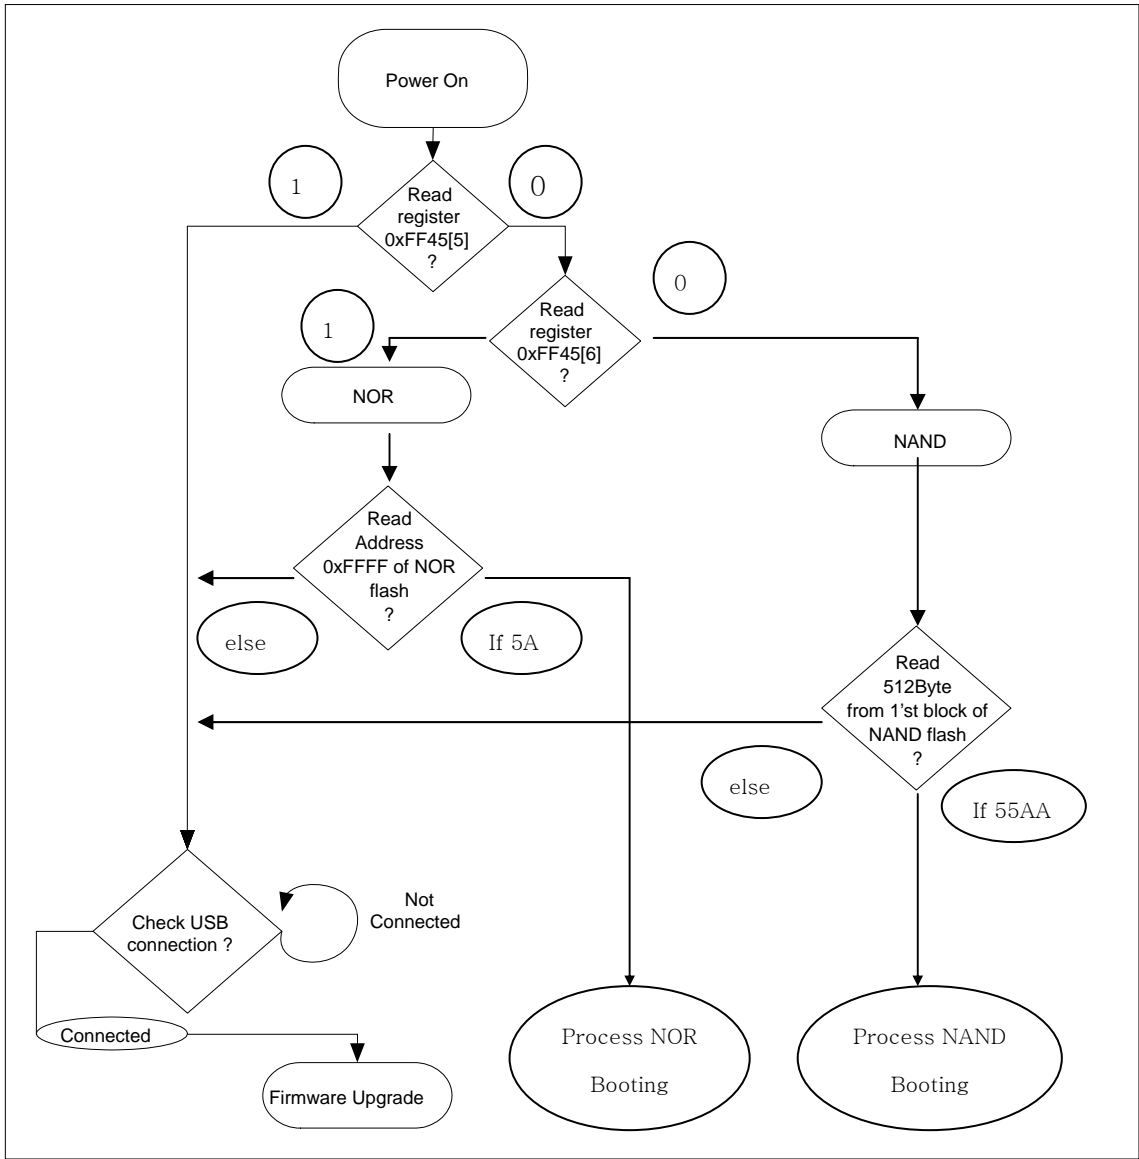 Power On
1
0
Read
register
0xFF45[5]
?
0
1
Read
register
0xFF45[6]
?
NOR
NAND
Read
Address
0xFFFF of NOR
flash
?
else
If 5A
Read
512Byte
from 1'st block of
NAND flash
?
else
If 55AA
Check USB
connection ?
Not
Connected
Connected
Firmware Upgrade
Process NOR
Booting
Process NAND
Booting